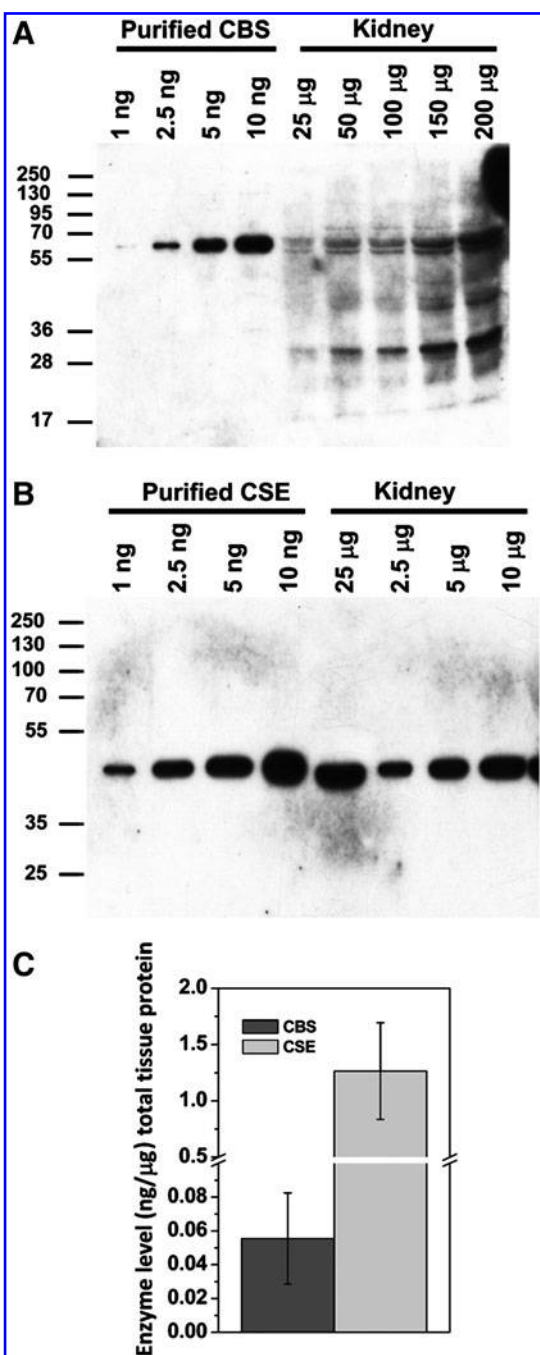 A
Purified CBS Kidney
1 ng 2.5 ng 5 ng 10 ng 25 µg 50 µg 100 µg 150 µg 200 µg
250
130
95
70
55
36
28
17
B
Purified CSE Kidney
1 ng 2.5 ng 5 ng 10 ng 25 µg 2.5 µg 5 µg 10 µg
250
130
100
70
55
35
25
C
Enzyme level (ng/µg) total tissue protein
2.0
1.5
1.0
0.5
0.08
0.06
0.04
0.02
0.00
CBS
CSE